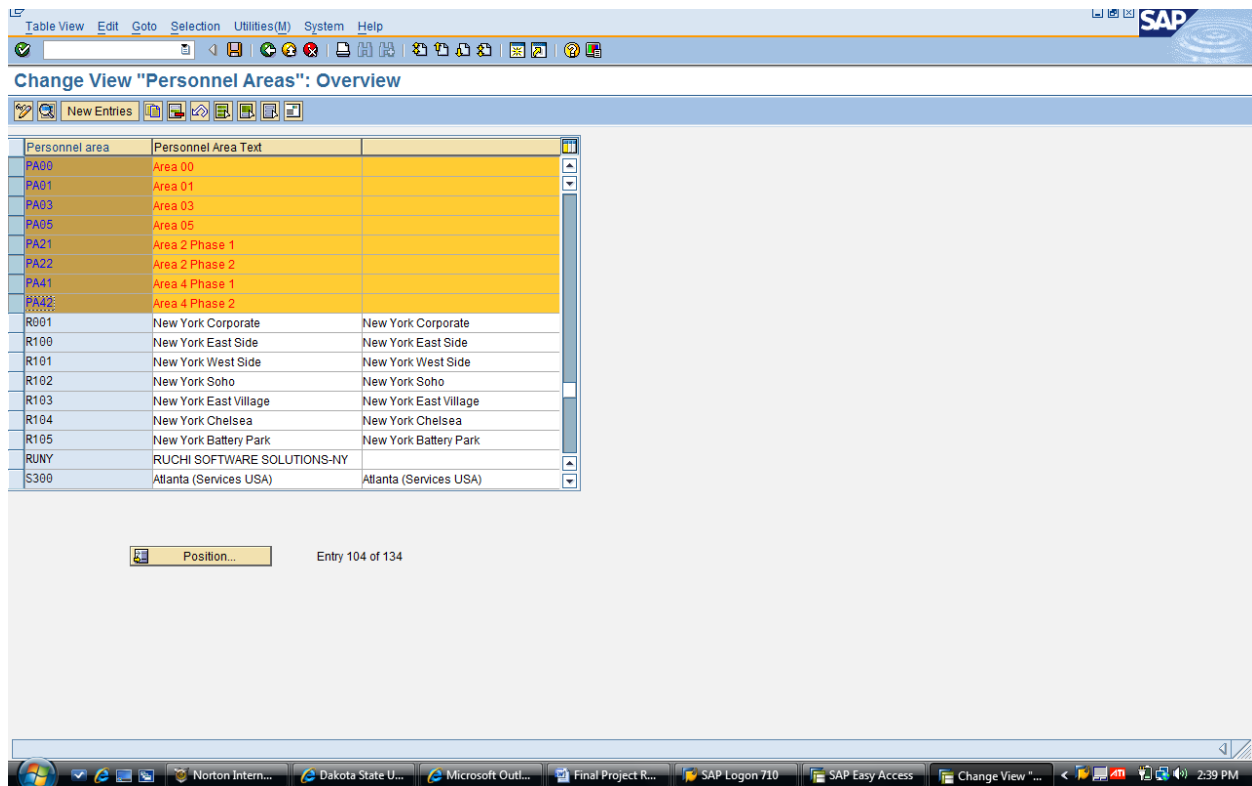 Table View Edit Goto Selection Utilities(M) System Help
SAP
Change View "Personnel Areas": Overview
New Entries
Personnel area Personnel Area Text
PA00 Area 00
PA01 Area 01
PA03 Area 03
PA05 Area 05
PA21 Area 2 Phase 1
PA22 Area 2 Phase 2
PA41 Area 4 Phase 1
PA42 Area 4 Phase 2
R001 New York Corporate New York Corporate
R100 New York East Side New York East Side
R101 New York West Side New York West Side
R102 New York Soho New York Soho
R103 New York East Village New York East Village
R104 New York Chelsea New York Chelsea
R105 New York Battery Park New York Battery Park
RUNY RUCHI SOFTWARE SOLUTIONS-NY
S300 Atlanta (Services USA) Atlanta (Services USA)
Position... Entry 104 of 134
Norton Intern... Dakota State U... Microsoft Outl... Final Project R... SAP Logon 710 SAP Easy Access Change View "... ATI 2:39 PM